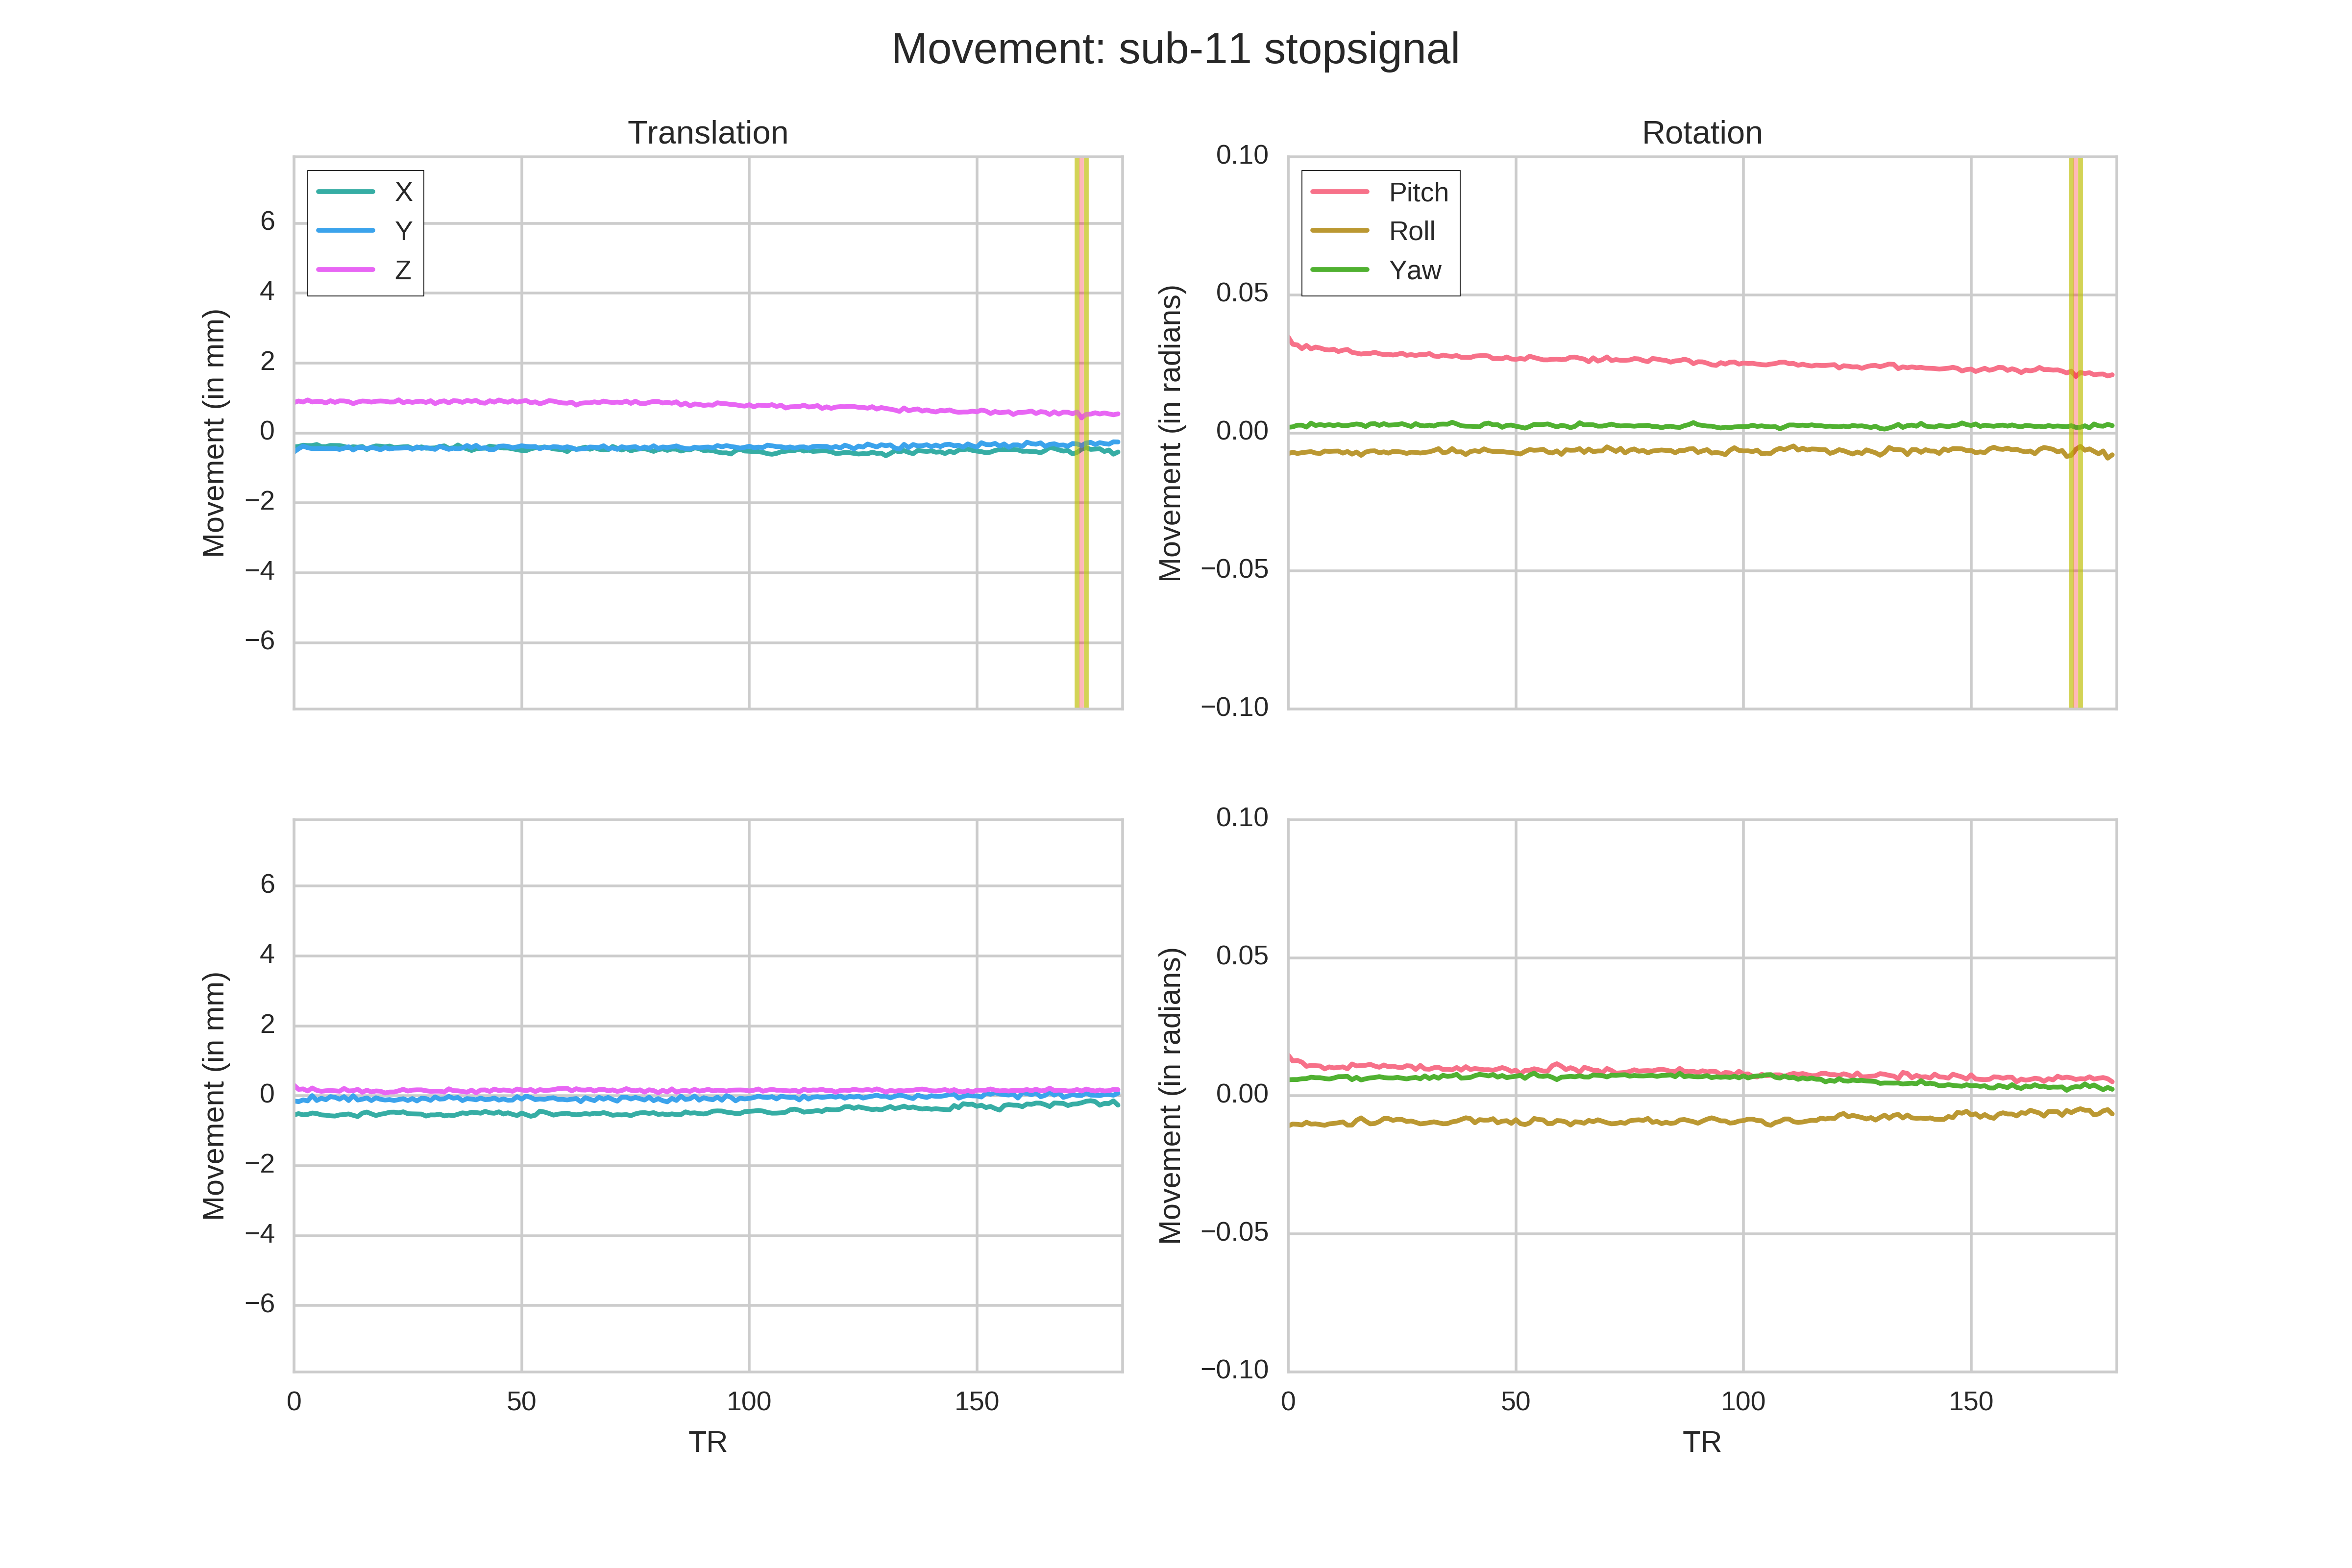 Movement: sub-11 stopsignal
Translation
Rotation
X
Y
Z
6
4
2
0
−2
−4
−6
Movement (in mm)
Pitch
Roll
Yaw
0.10
0.05
0.00
−0.05
−0.10
Movement (in radians)
6
4
2
0
−2
−4
−6
Movement (in mm)
0 50 100 150
TR
0.10
0.05
0.00
−0.05
−0.10
Movement (in radians)
0 50 100 150
TR